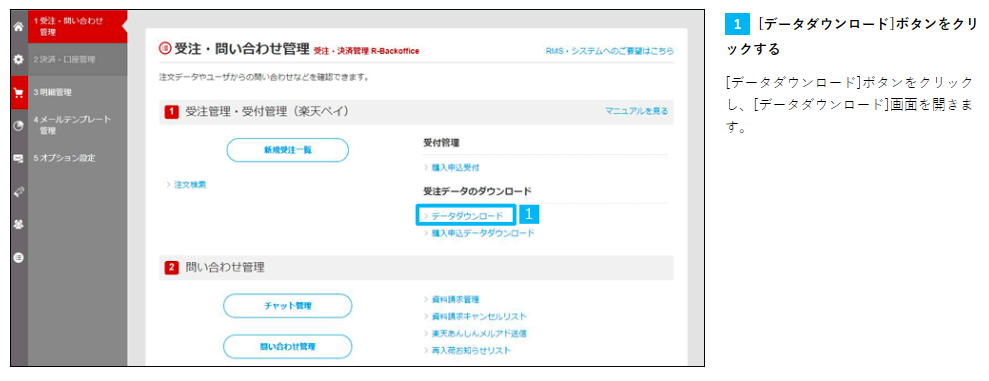 1 受注・問い合わせ
管理
2 決済・口座管理
3 明細管理
4 メールテンプレート
管理
5 オプション設定
受注・問い合わせ管理 受注・決済管理 R-Backoffice
RMS・システムへのご要望はこちら
注文データやユーザからの問い合わせなどを確認できます。
1 受注管理・受付管理（楽天ペイ）
マニュアルを見る
新規受注一覧
> 注文検索
受付管理
> 購入申込受付
受注データのダウンロード
> データダウンロード 1
> 購入申込データダウンロード
2 問い合わせ管理
チャット管理
問い合わせ管理
> 資料請求管理
> 資料請求キャンセルリスト
> 楽天あんしんメルアド送信
> 再入荷お知らせリスト
1 [データダウンロード]ボタンをクリ
ックする
[データダウンロード]ボタンをクリック
し、[データダウンロード]画面を開きま
す。